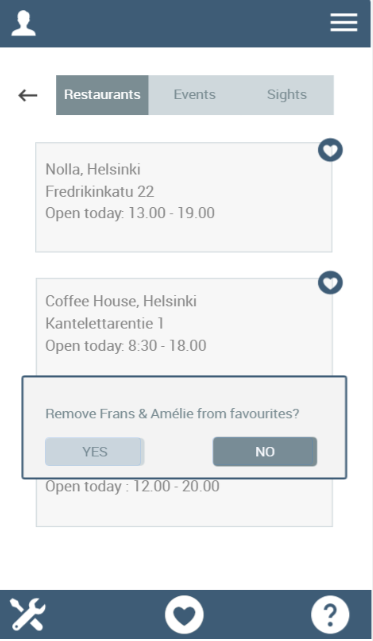 Restaurants
Events
Sights
Nolla, Helsinki
Fredrikinkatu 22
Open today: 13.00 - 19.00
Coffee House, Helsinki
Kantelettarentie 1
Open today: 8:30 - 18.00
Remove Frans & Amélie from favourites?
YES
NO
Open today : 12.00 - 20.00
?